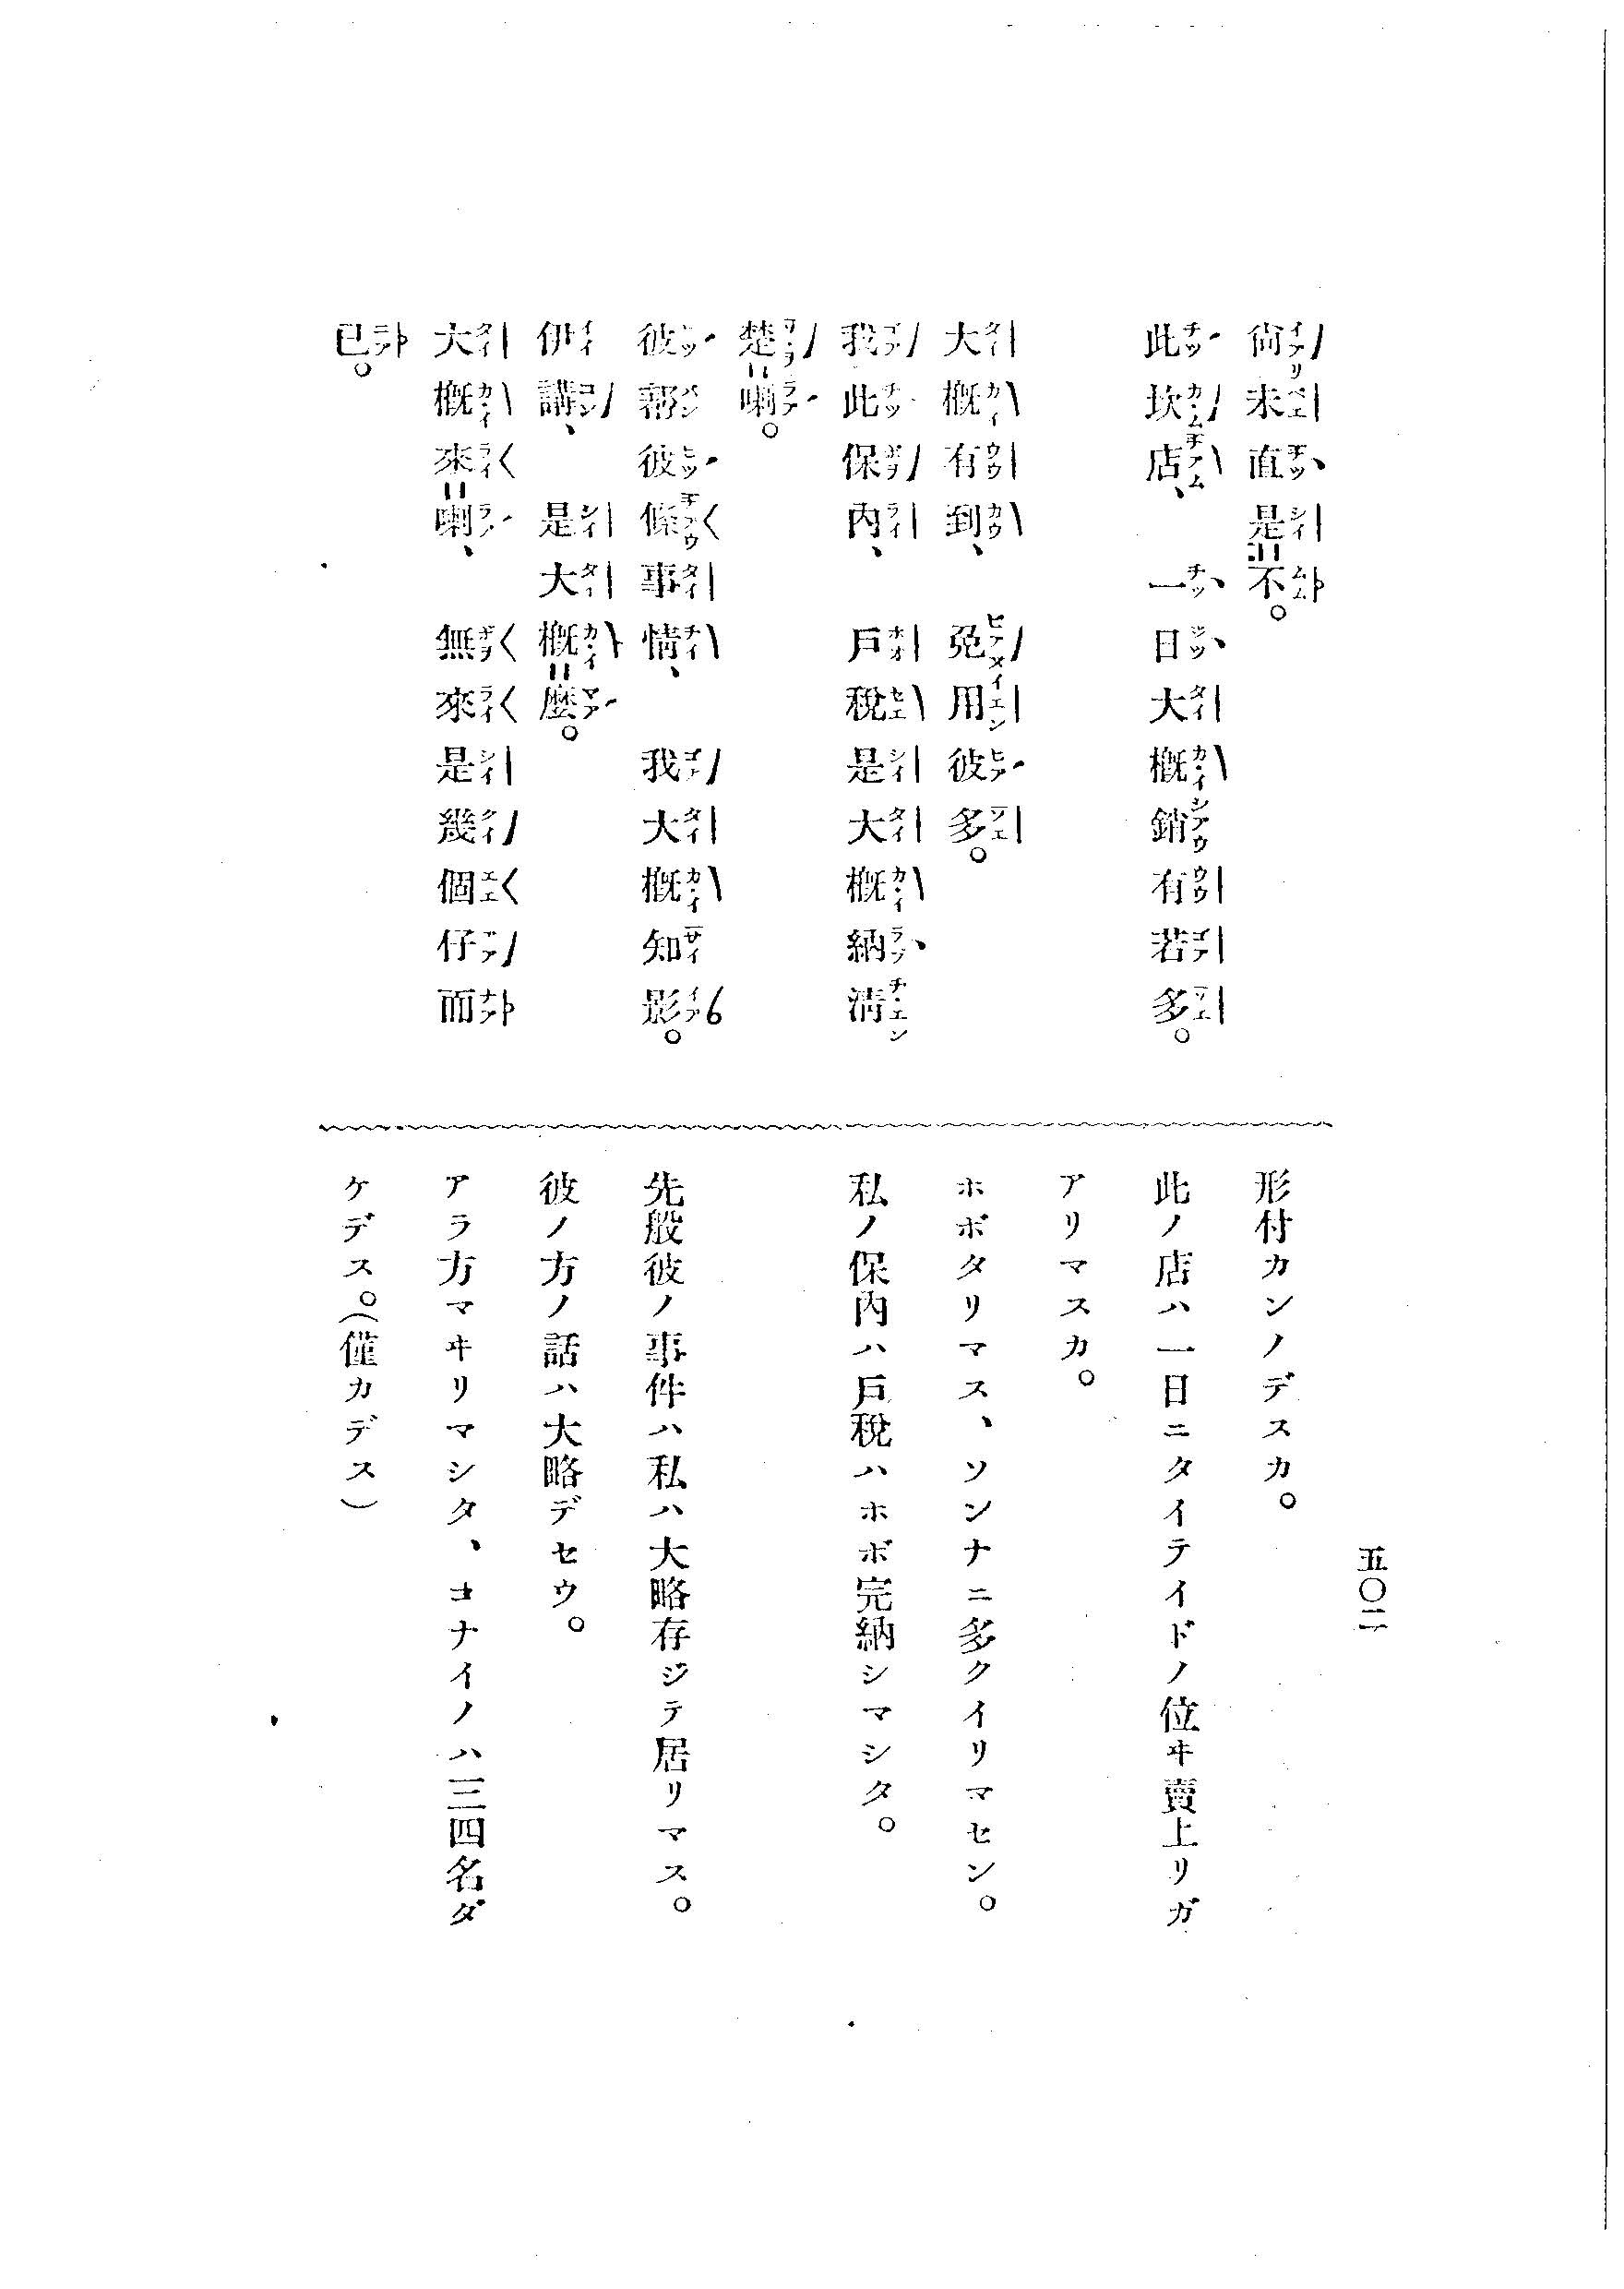 五〇二
尙未直是不。
此坎店、一日大概銷有若多。
大概有到、免用彼多。
我此保內、戶稅是大概納淸
楚喇。
彼幫彼條事情、我大概知影。
伊講、是大概麽。
大概來喇、無來是幾個仔而
已。
形付カンノデスカ。
此ノ店ハ一日ニタイテイドノ位ヰ賣上リガ
アリマスカ。
ホボタリマス、ソンナニ多クイリマセン。
私ノ保內ハ戶稅ハホボ完納シマシタ。
先般彼ノ事件ハ私ハ大略存ジテ居リマス。
彼ノ方ノ話ハ大略デセウ。
アラ方マヰリマシタ、コナイノハ三四名ダ
ケデス。(僅カデス)